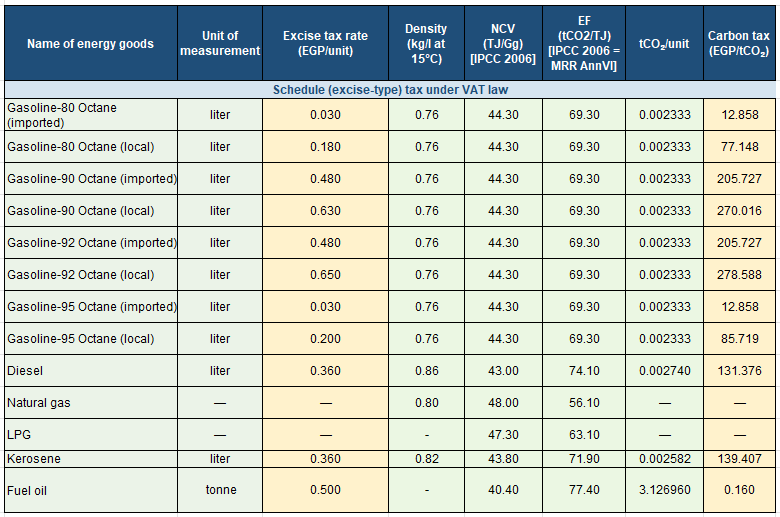 Name of energy goods | Unit of measurement | Excise tax rate (EGP/unit) | Density (kg/l at 15°C) | NCV (TJ/Gg) [IPCC 2006] | EF (tCO2/TJ) [IPCC 2006 = MRR AnnVI] | tCO₂/unit | Carbon tax (EGP/tCO₂)
Schedule (excise-type) tax under VAT law
Gasoline-80 Octane (imported) | liter | 0.030 | 0.76 | 44.30 | 69.30 | 0.002333 | 12.858
Gasoline-80 Octane (local) | liter | 0.180 | 0.76 | 44.30 | 69.30 | 0.002333 | 77.148
Gasoline-90 Octane (imported) | liter | 0.480 | 0.76 | 44.30 | 69.30 | 0.002333 | 205.727
Gasoline-90 Octane (local) | liter | 0.630 | 0.76 | 44.30 | 69.30 | 0.002333 | 270.016
Gasoline-92 Octane (imported) | liter | 0.480 | 0.76 | 44.30 | 69.30 | 0.002333 | 205.727
Gasoline-92 Octane (local) | liter | 0.650 | 0.76 | 44.30 | 69.30 | 0.002333 | 278.588
Gasoline-95 Octane (imported) | liter | 0.030 | 0.76 | 44.30 | 69.30 | 0.002333 | 12.858
Gasoline-95 Octane (local) | liter | 0.200 | 0.76 | 44.30 | 69.30 | 0.002333 | 85.719
Diesel | liter | 0.360 | 0.86 | 43.00 | 74.10 | 0.002740 | 131.376
Natural gas | — | — | 0.80 | 48.00 | 56.10 | — | —
LPG | — | — | - | 47.30 | 63.10 | — | —
Kerosene | liter | 0.360 | 0.82 | 43.80 | 71.90 | 0.002582 | 139.407
Fuel oil | tonne | 0.500 | - | 40.40 | 77.40 | 3.126960 | 0.160